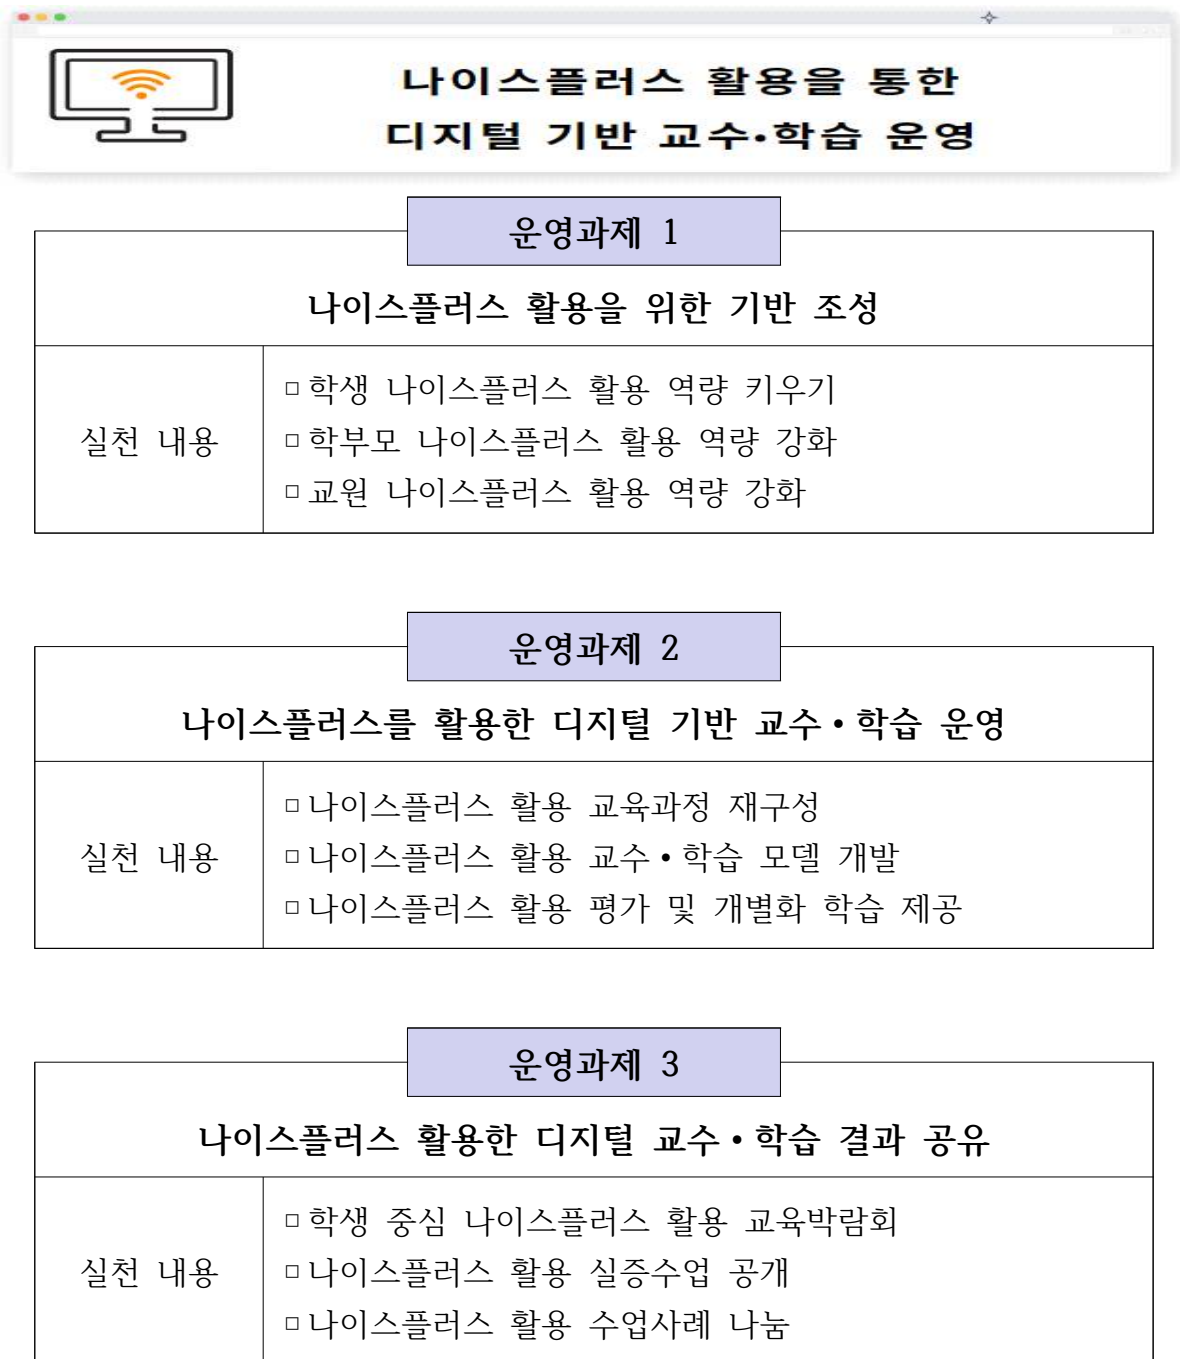 나이스플러스 활용을 통한
디지털 기반 교수•학습 운영
운영과제 1
나이스플러스 활용을 위한 기반 조성
실천 내용
□학생 나이스플러스 활용 역량 키우기
□학부모 나이스플러스 활용 역량 강화
□교원 나이스플러스 활용 역량 강화
운영과제 2
나이스플러스를 활용한 디지털 기반 교수•학습 운영
실천 내용
□나이스플러스 활용 교육과정 재구성
□나이스플러스 활용 교수•학습 모델 개발
□나이스플러스 활용 평가 및 개별화 학습 제공
운영과제 3
나이스플러스 활용한 디지털 교수•학습 결과 공유
실천 내용
□학생 중심 나이스플러스 활용 교육박람회
□나이스플러스 활용 실증수업 공개
□나이스플러스 활용 수업사례 나눔